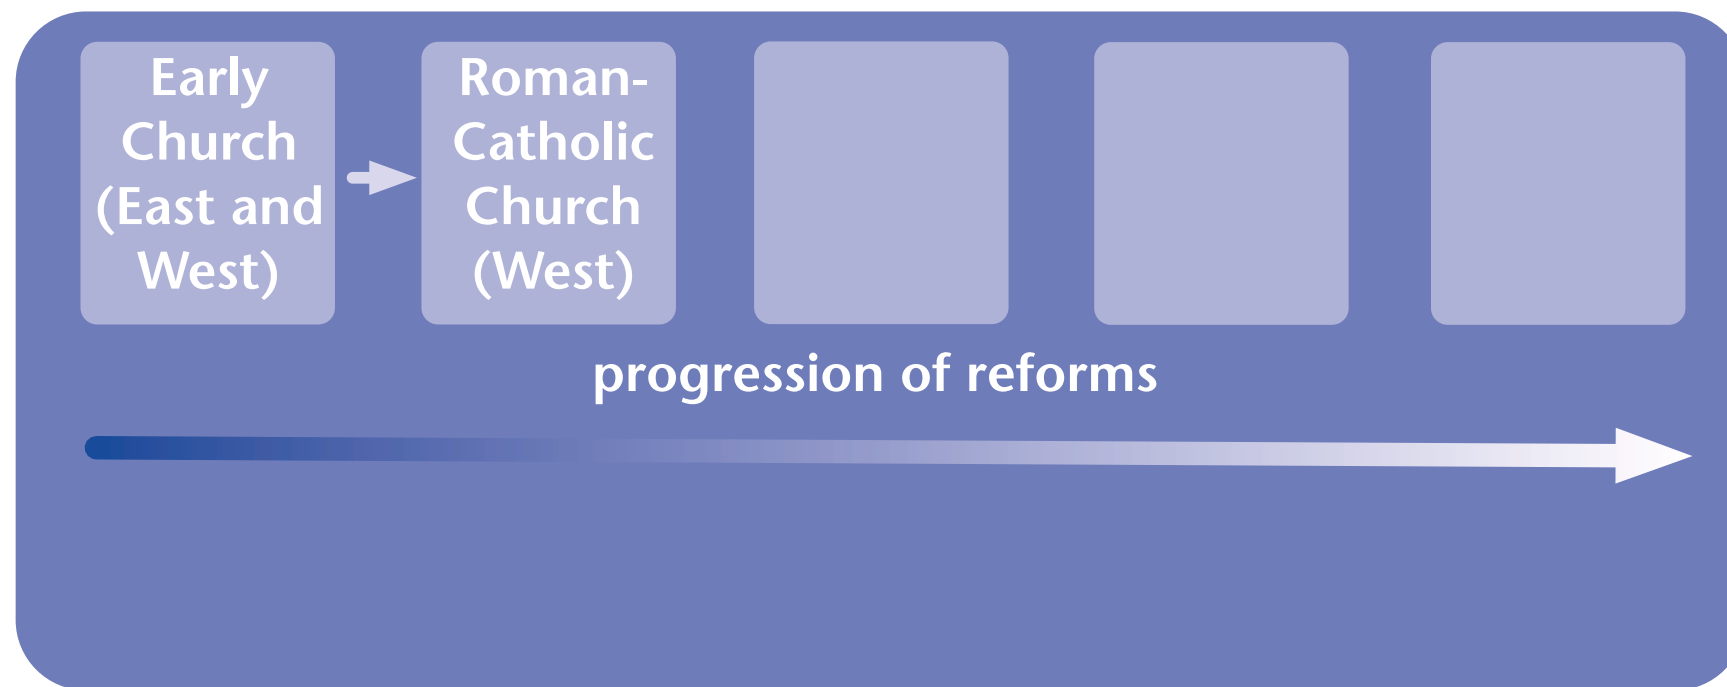 Early
Church
(East and
West)
Roman-
Catholic
Church
(West)
progression of reforms